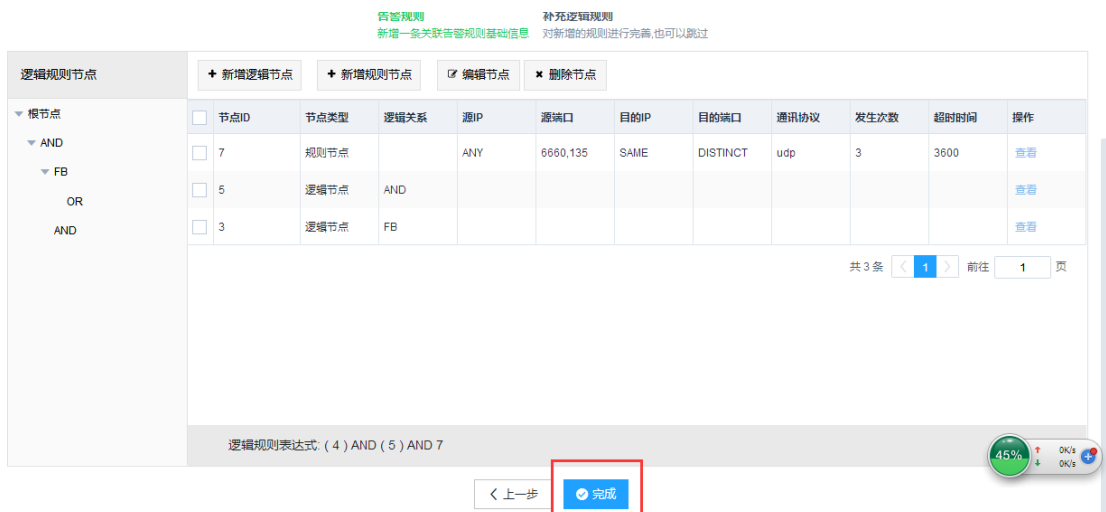 告警规则 补充逻辑规则
新增一条关联告警规则基础信息 对新增的规则进行完善,也可以跳过
逻辑规则节点
新增逻辑节点 新增规则节点 编辑节点 删除节点
根节点
AND
FB
OR
AND
节点ID 节点类型 逻辑关系 源IP 源端口 目的IP 目的端口 通讯协议 发生次数 超时时间 操作
7 规则节点 ANY 6660,135 SAME DISTINCT udp 3 3600 查看
5 逻辑节点 AND 查看
3 逻辑节点 FB 查看
共 3 条 1 前往 1 页
逻辑规则表达式: ( 4 ) AND ( 5 ) AND 7
45% 0K/s
0K/s
上一步 完成